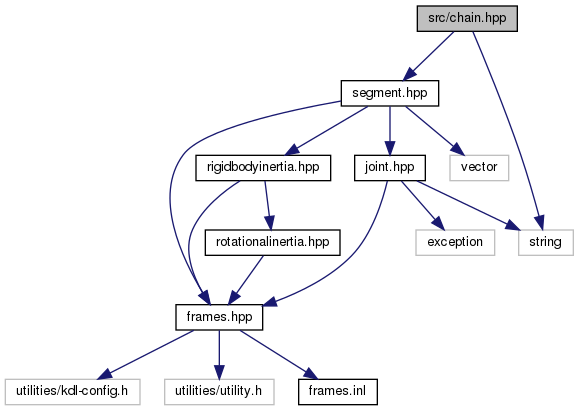 src/chain.hpp
segment.hpp
rigidbodyinertia.hpp
joint.hpp
vector
rotationalinertia.hpp
exception
string
frames.hpp
utilities/kdl-config.h
utilities/utility.h
frames.inl